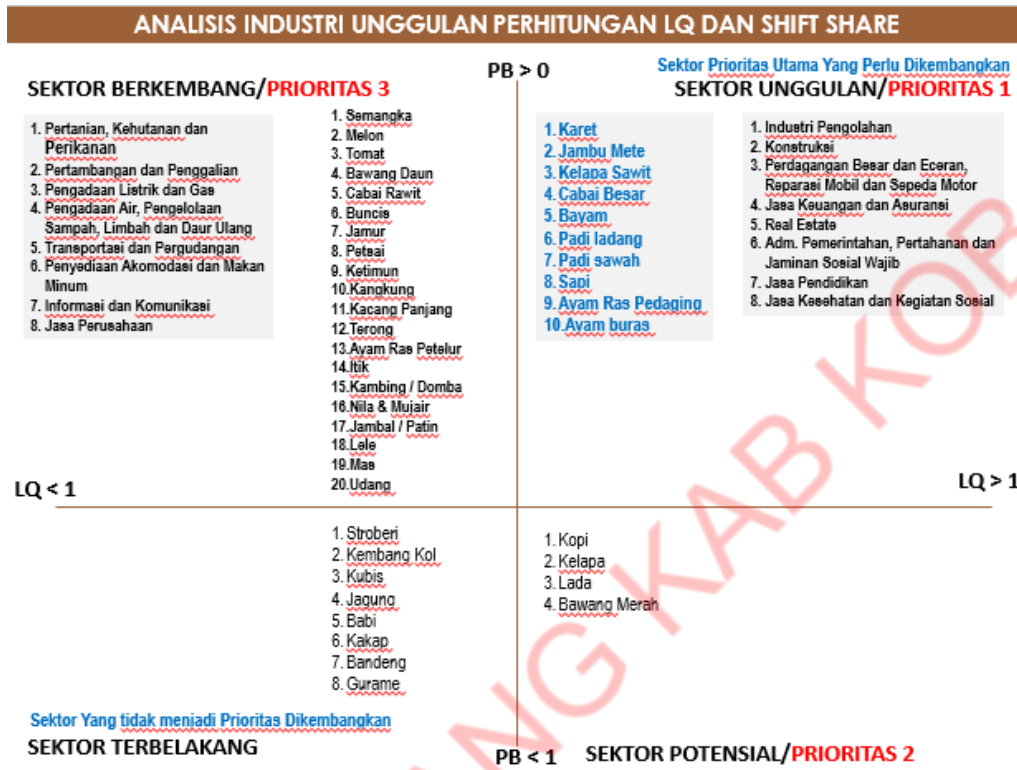 ANALISIS INDUSTRI UNGGULAN PERHITUNGAN LQ DAN SHIFT SHARE
PB > 0
Sektor Prioritas Utama Yang Perlu Dikembangkan
SEKTOR BERKEMBANG/PRIORITAS 3
SEKTOR UNGGULAN/PRIORITAS 1
1. Pertanian, Kehutanan dan
Perikanan
2. Pertambangan dan Penggalian
3. Pengadaan Listrik dan Gas
4. Pengadaan Air, Pengelolaan
Sampah, Limbah dan Daur Ulang
5. Transportasi dan Pergudangan
6. Penyediaan Akomodasi dan Makan
Minum
7. Informasi dan Komunikasi
8. Jasa Perusahaan
1. Semangka
2. Melon
3. Tomat
4. Bawang Daun
5. Cabai Rawit
6. Buncis
7. Jamur
8. Petsai
9. Ketimun
10. Kangkung
11. Kacang Panjang
12. Terong
13. Ayam Ras Petelur
14. Itik
15. Kambing / Domba
16. Nila & Mujair
17. Jambal / Patin
18. Lele
19. Mas
20. Udang
1. Karet
2. Jambu Mete
3. Kelapa Sawit
4. Cabai Besar
5. Bayam
6. Padi ladang
7. Padi sawah
8. Sapi
9. Ayam Ras Pedaging
10. Ayam buras
1. Industri Pengolahan
2. Konstruksi
3. Perdagangan Besar dan Eceran,
Reparasi Mobil dan Sepeda Motor
4. Jasa Keuangan dan Asuransi
5. Real Estate
6. Adm. Pemerintahan, Pertahanan dan
Jaminan Sosial Wajib
7. Jasa Pendidikan
8. Jasa Kesehatan dan Kegiatan Sosial
LQ < 1
LQ > 1
1. Stroberi
2. Kembang Kol
3. Kubis
4. Jagung
5. Babi
6. Kakap
7. Bandeng
8. Gurame
1. Kopi
2. Kelapa
3. Lada
4. Bawang Merah
Sektor Yang tidak menjadi Prioritas Dikembangkan
SEKTOR TERBELAKANG
PB < 1
SEKTOR POTENSIAL/PRIORITAS 2
ANG KAB KOB